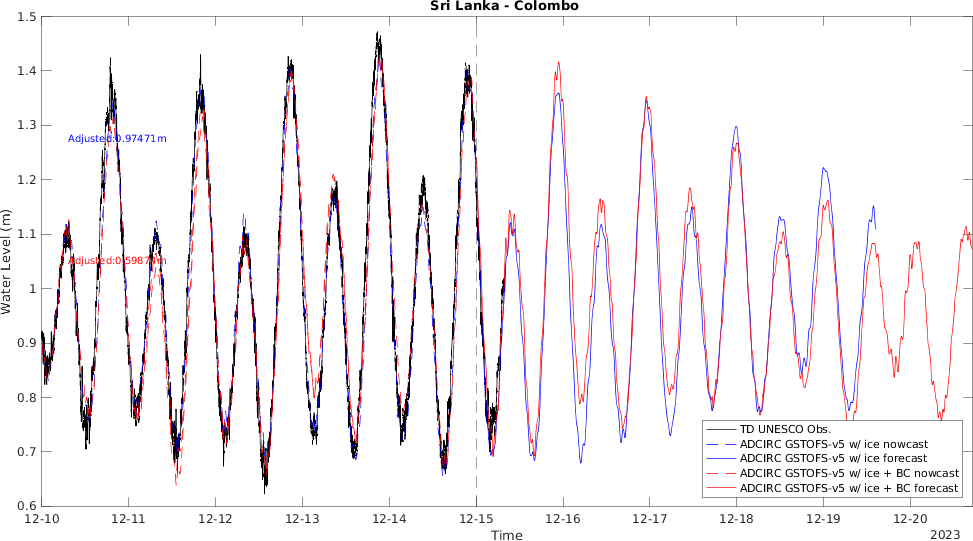 Sri Lanka - Colombo
1.5
1.4
1.3
1.2
1.1
1
0.9
0.8
0.7
0.6
Water Level (m)
Adjusted:0.97471m
TD UNESCO Obs.
ADCIRC GSTOFS-v5 w/ ice nowcast
ADCIRC GSTOFS-v5 w/ ice forecast
ADCIRC GSTOFS-v5 w/ ice + BC nowcast
ADCIRC GSTOFS-v5 w/ ice + BC forecast
12-10
12-11
12-12
12-13
12-14
12-15
12-16
12-17
12-18
12-19
12-20
Time
2023